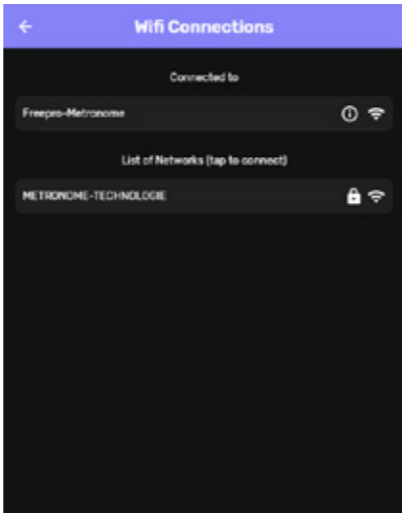 Wifi Connections
Connected to
Freepro-Metronome
List of Networks (tap to connect)
METRONOME-TECHNOLOGIE